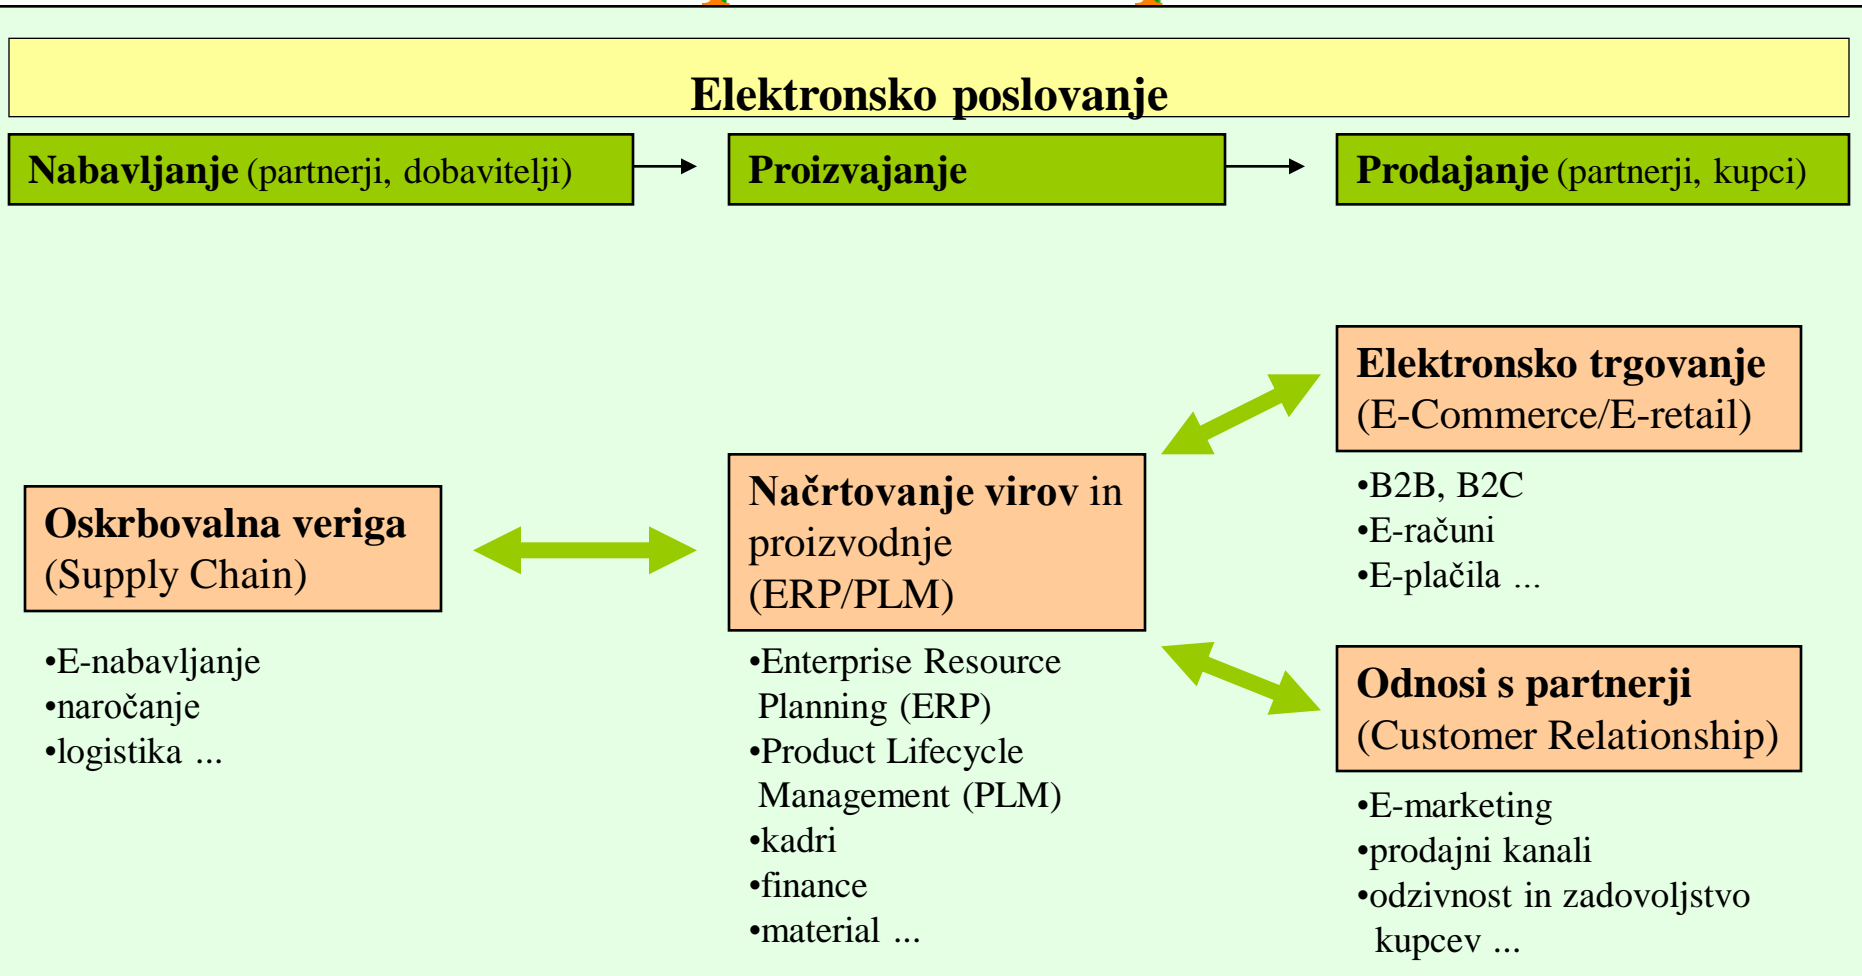 Elektronsko poslovanje
Nabavljanje (partnerji, dobavitelji)
Proizvajanje
Prodajanje (partnerji, kupci)
Oskrbovalna veriga
(Supply Chain)
•E-nabavljanje
•naročanje
•logistika ...
Načrtovanje virov in
proizvodnje
(ERP/PLM)
•Enterprise Resource
Planning (ERP)
•Product Lifecycle
Management (PLM)
•kadri
•finance
•material ...
Elektronsko trgovanje
(E-Commerce/E-retail)
•B2B, B2C
•E-računi
•E-plačila ...
Odnosi s partnerji
(Customer Relationship)
•E-marketing
•prodajni kanali
•odzivnost in zadovoljstvo
kupcev ...